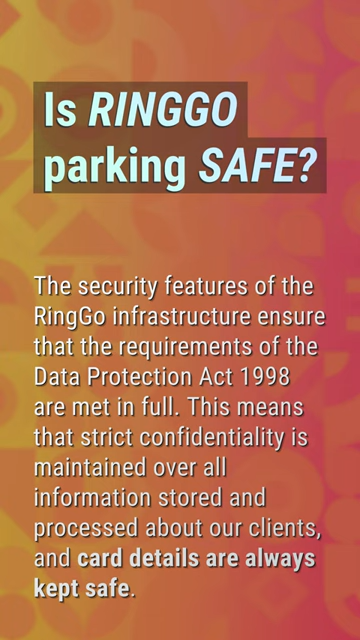 Is RINGGO
parking SAFE?
The security features of the
RingGo infrastructure ensure
that the requirements of the
Data Protection Act 1998
are met in full. This means
that strict confidentiality is
maintained over all
information stored and
processed about our clients,
and card details are always
kept safe.